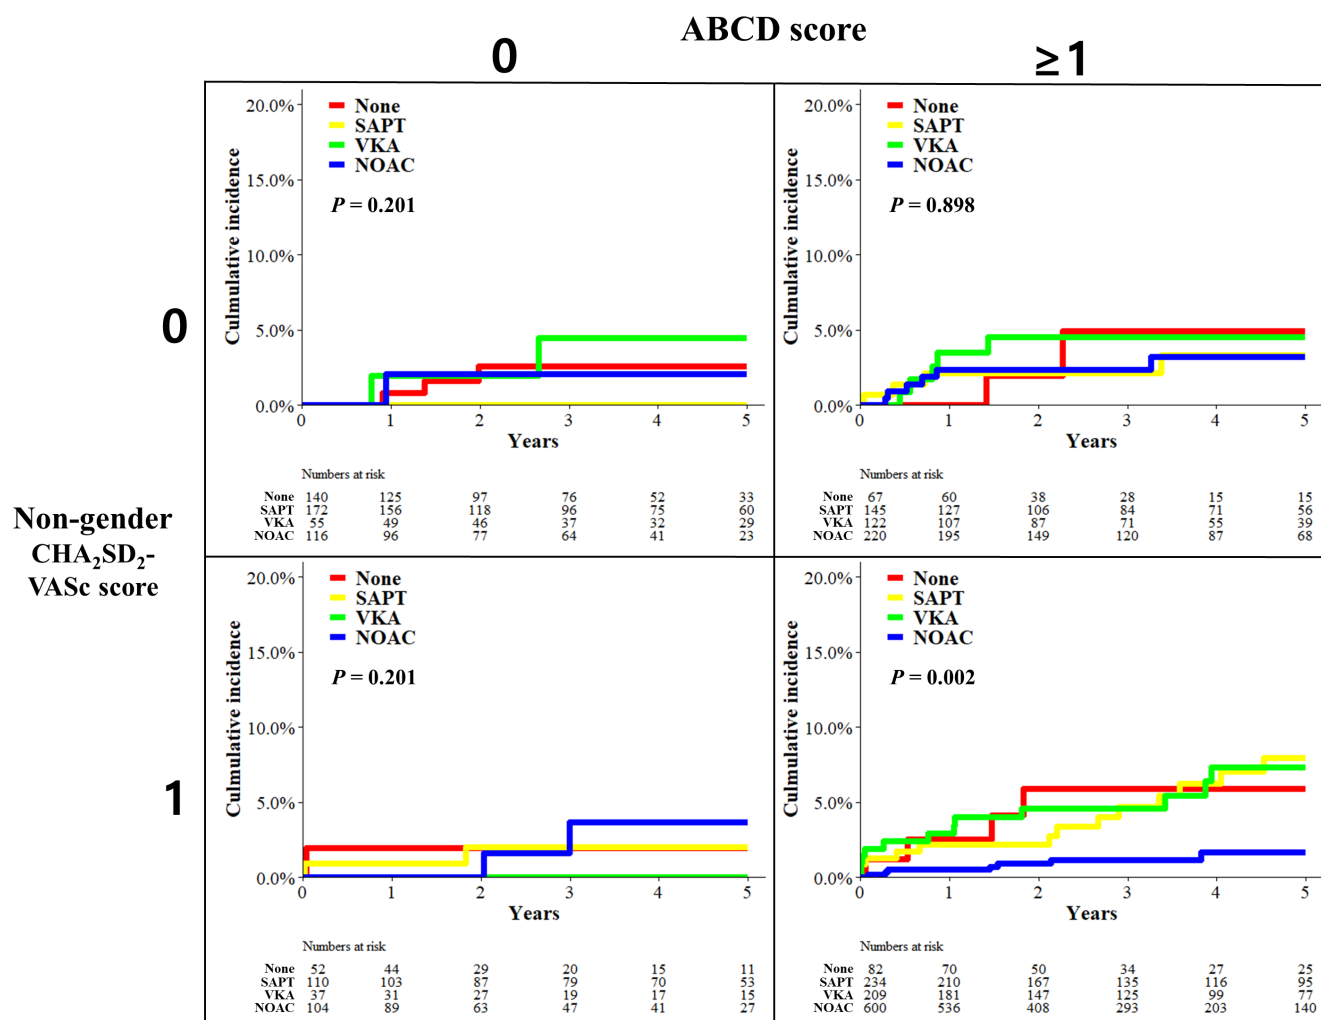 ABCD score
0
≥1
Non-gender
CHA₂SD₂-
VASc score
0
1
Culmulative incidence
20.0%
15.0%
10.0%
5.0%
0.0%
None
SAPT
VKA
NOAC
P = 0.201
0 1 2 3 4 5
Years
Numbers at risk
None 140 125 97 76 52 33
SAPT 172 156 118 96 75 60
VKA 55 49 46 37 32 29
NOAC 116 96 77 64 41 23
Culmulative incidence
20.0%
15.0%
10.0%
5.0%
0.0%
None
SAPT
VKA
NOAC
P = 0.898
0 1 2 3 4 5
Years
Numbers at risk
None 67 60 38 28 15 15
SAPT 145 127 106 84 71 56
VKA 122 107 87 71 55 39
NOAC 220 195 149 120 87 68
Culmulative incidence
20.0%
15.0%
10.0%
5.0%
0.0%
None
SAPT
VKA
NOAC
P = 0.201
0 1 2 3 4 5
Years
Numbers at risk
None 52 44 29 20 15 11
SAPT 110 103 87 79 70 53
VKA 37 31 27 19 17 15
NOAC 104 89 63 47 41 27
Culmulative incidence
20.0%
15.0%
10.0%
5.0%
0.0%
None
SAPT
VKA
NOAC
P = 0.002
0 1 2 3 4 5
Years
Numbers at risk
None 82 70 50 34 27 25
SAPT 234 210 167 135 116 95
VKA 209 181 147 125 99 77
NOAC 600 536 408 293 203 140